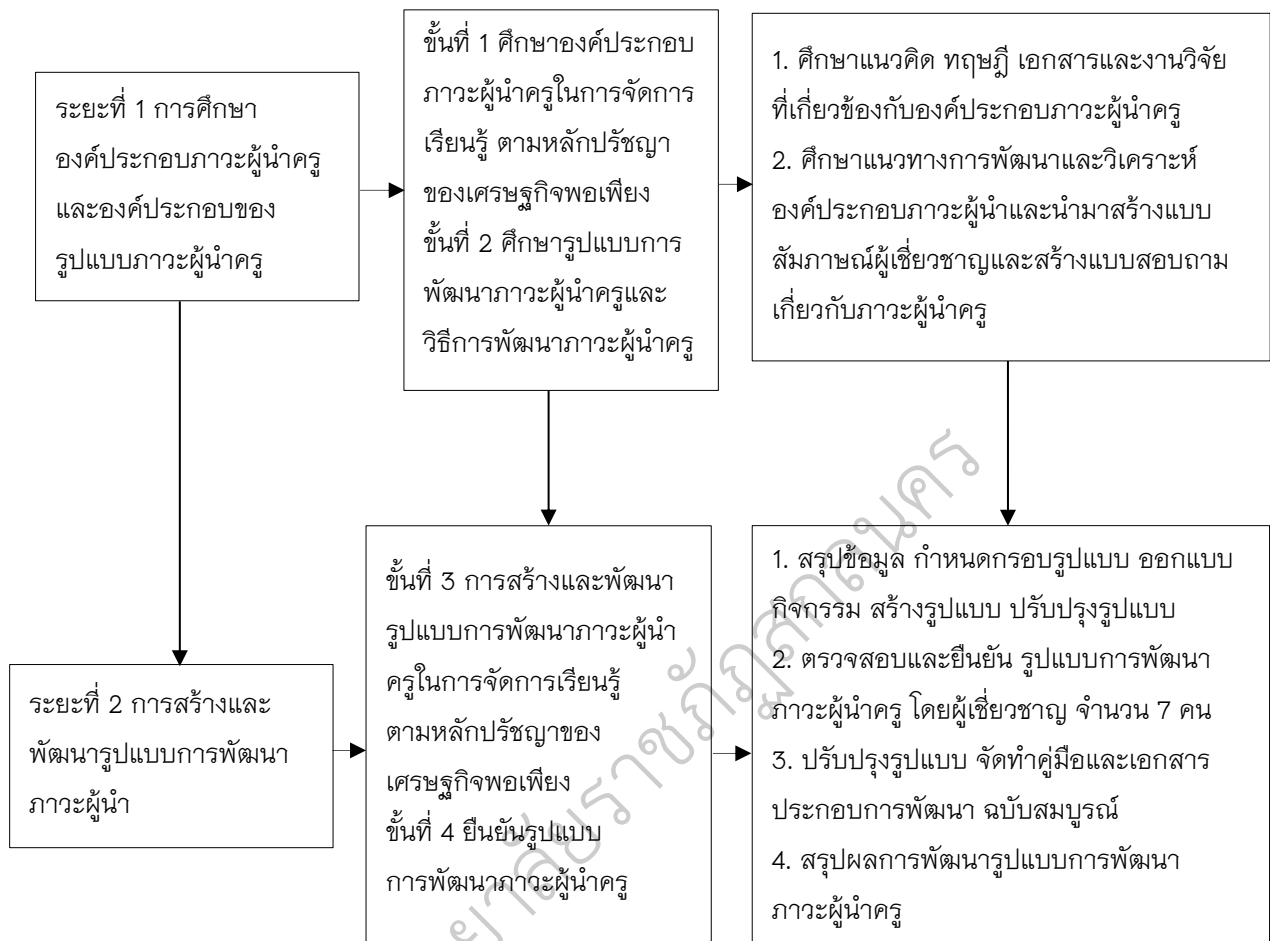 ระยะที่ 1 การศึกษา
องค์ประกอบภาวะผู้นำครู
และองค์ประกอบของ
รูปแบบภาวะผู้นำครู
ขั้นที่ 1 ศึกษาองค์ประกอบ
ภาวะผู้นำครูในการจัดการ
เรียนรู้ ตามหลักปรัชญา
ของเศรษฐกิจพอเพียง
ขั้นที่ 2 ศึกษารูปแบบการ
พัฒนาภาวะผู้นำครูและ
วิธีการพัฒนาภาวะผู้นำครู
1. ศึกษาแนวคิด ทฤษฎี เอกสารและงานวิจัย
ที่เกี่ยวข้องกับองค์ประกอบภาวะผู้นำครู
2. ศึกษาแนวทางการพัฒนาและวิเคราะห์
องค์ประกอบภาวะผู้นำและนำมาสร้างแบบ
สัมภาษณ์ผู้เชี่ยวชาญและสร้างแบบสอบถาม
เกี่ยวกับภาวะผู้นำครู
ระยะที่ 2 การสร้างและ
พัฒนารูปแบบการพัฒนา
ภาวะผู้นำ
ขั้นที่ 3 การสร้างและพัฒนา
รูปแบบการพัฒนาภาวะผู้นำ
ครูในการจัดการเรียนรู้
ตามหลักปรัชญาของ
เศรษฐกิจพอเพียง
ขั้นที่ 4 ยืนยันรูปแบบ
การพัฒนาภาวะผู้นำครู
1. สรุปข้อมูล กำหนดกรอบรูปแบบ ออกแบบ
กิจกรรม สร้างรูปแบบ ปรับปรุงรูปแบบ
2. ตรวจสอบและยืนยัน รูปแบบการพัฒนา
ภาวะผู้นำครู โดยผู้เชี่ยวชาญ จำนวน 7 คน
3. ปรับปรุงรูปแบบ จัดทำคู่มือและเอกสาร
ประกอบการพัฒนา ฉบับสมบูรณ์
4. สรุปผลการพัฒนารูปแบบการพัฒนา
ภาวะผู้นำครู
ยาลัยราชภัฏสกลนคร